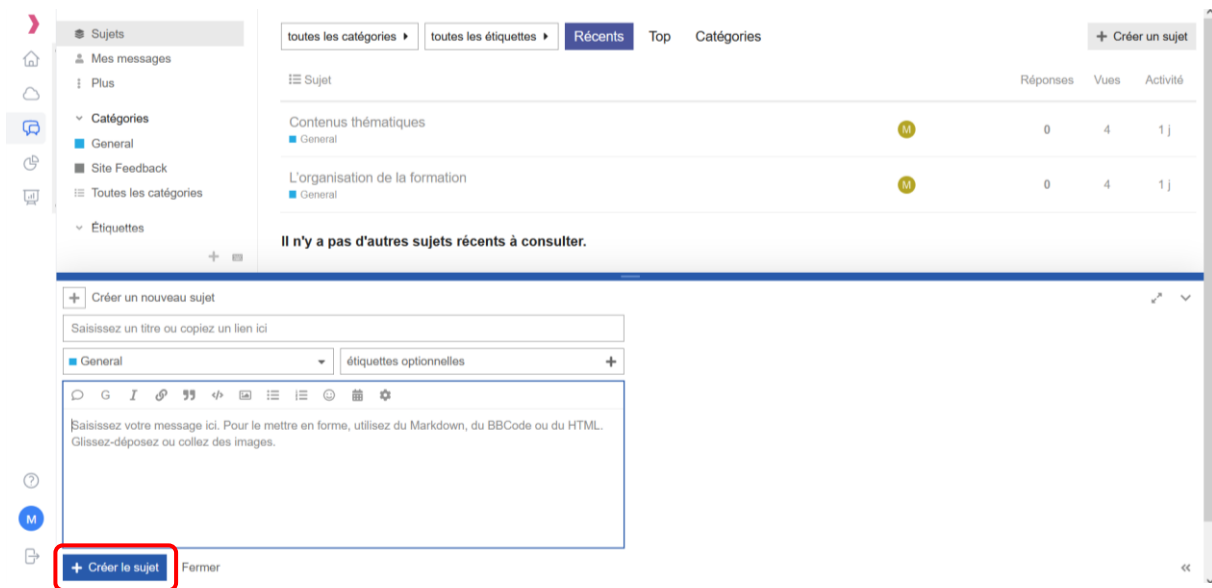 Sujets
Mes messages
Plus
Catégories
General
Site Feedback
Toutes les catégories
Étiquettes
toutes les catégories
toutes les étiquettes
Récents
Top
Catégories
+ Créer un sujet
Sujet
Réponses
Vues
Activité
Contenus thématiques
General
M
0
4
1 j
L'organisation de la formation
General
M
0
4
1 j
Il n'y a pas d'autres sujets récents à consulter.
+ Créer un nouveau sujet
Saisissez un titre ou copiez un lien ici
General
étiquettes optionnelles
G
I
Saisissez votre message ici. Pour le mettre en forme, utilisez du Markdown, du BBCode ou du HTML.
Glissez-déposez ou collez des images.
M
+ Créer le sujet
Fermer